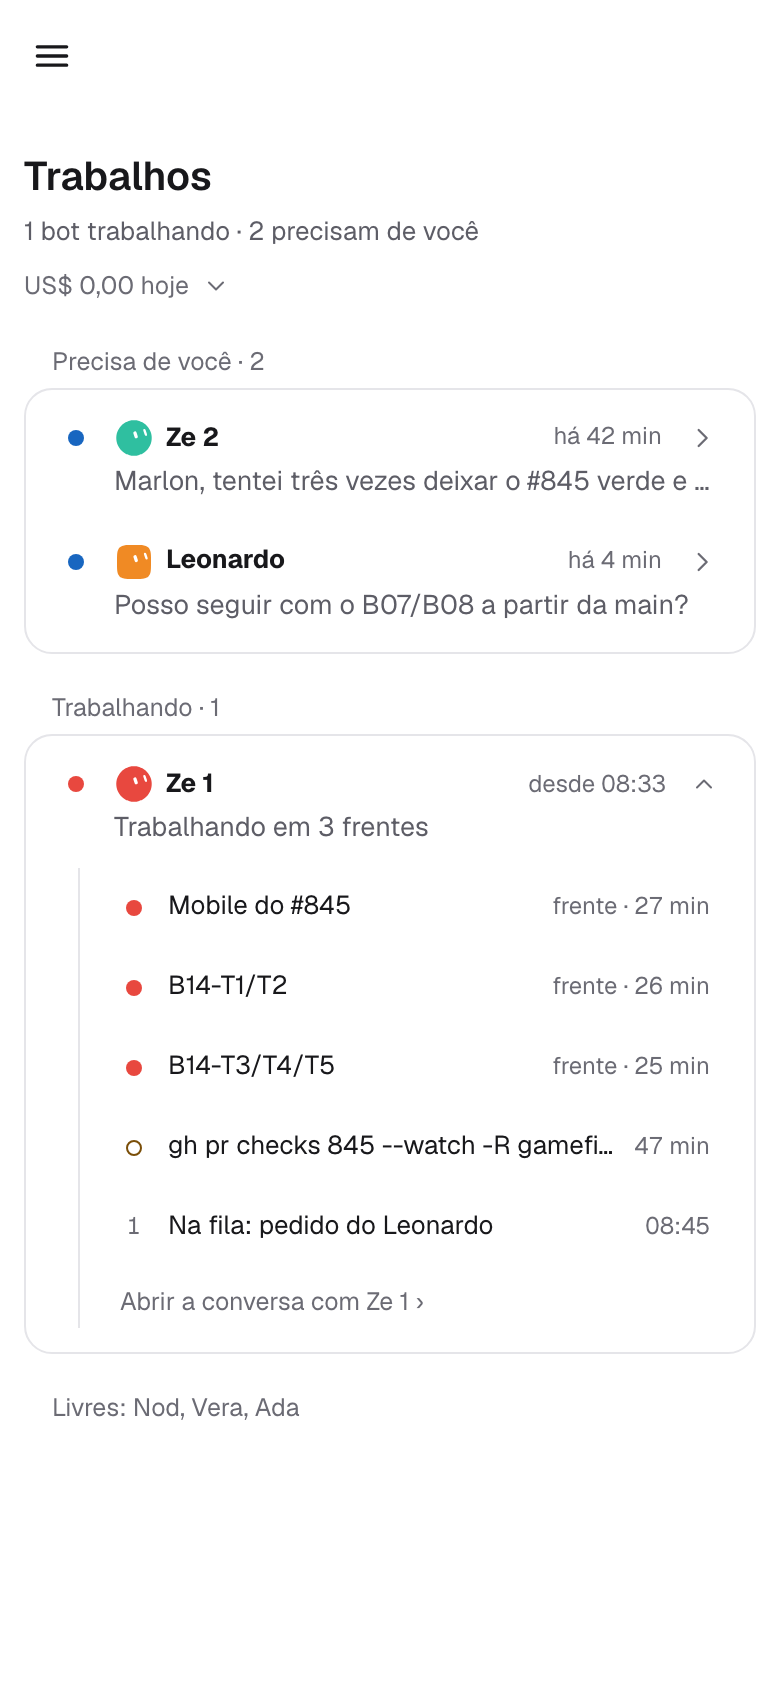 Trabalhos
1 bot trabalhando · 2 precisam de você
US$ 0,00 hoje
Precisa de você · 2
Ze 2 há 42 min
Marlon, tentei três vezes deixar o #845 verde e ...
Leonardo há 4 min
Posso seguir com o B07/B08 a partir da main?
Trabalhando · 1
Ze 1 desde 08:33
Trabalhando em 3 frentes
Mobile do #845 frente · 27 min
B14-T1/T2 frente · 26 min
B14-T3/T4/T5 frente · 25 min
gh pr checks 845 --watch -R gamefi... 47 min
1 Na fila: pedido do Leonardo 08:45
Abrir a conversa com Ze 1 ›
Livres: Nod, Vera, Ada